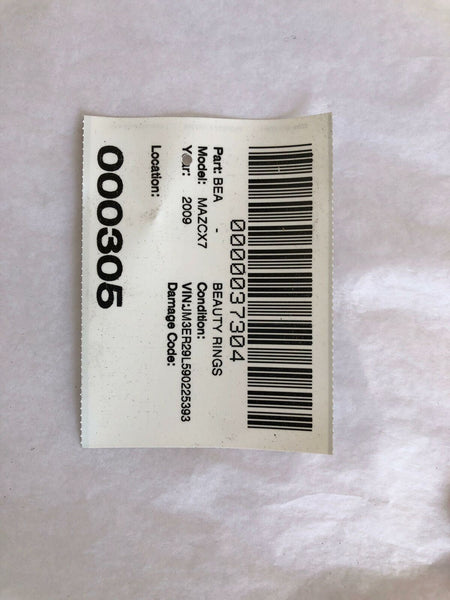 0000037304
Part: BEA - BEAUTY RINGS
Model: MAZCX7 Condition:
Year: 2009 VIN:JM3ER29L590225393
Damage Code:
Location:
000305